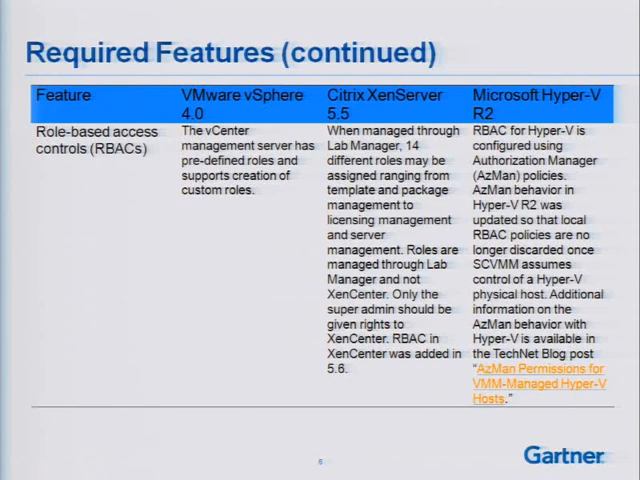 Required Features (continued)
Feature
VMware vSphere
4.0
Citrix XenServer
5.5
Microsoft Hyper-V
R2
Role-based access
controls (RBACs)
The vCenter
management server has
pre-defined roles and
supports creation of
custom roles.
When managed through
Lab Manager, 14
different roles may be
assigned ranging from
template and package
management to
licensing management
and server
management. Roles are
managed through Lab
Manager and not
XenCenter. Only the
super admin should be
given rights to
XenCenter. RBAC in
XenCenter was added in
5.6.
RBAC for Hyper-V is
configured using
Authorization Manager
(AzMan) policies.
AzMan behavior in
Hyper-V R2 was
updated so that local
RBAC policies are no
longer discarded once
SCVMM assumes
control of a Hyper-V
physical host. Additional
information on the
AzMan behavior with
Hyper-V is available in
the TechNet Blog post
“AzMan Permissions for
VMM-Managed Hyper-V
Hosts.”
6
Gartner